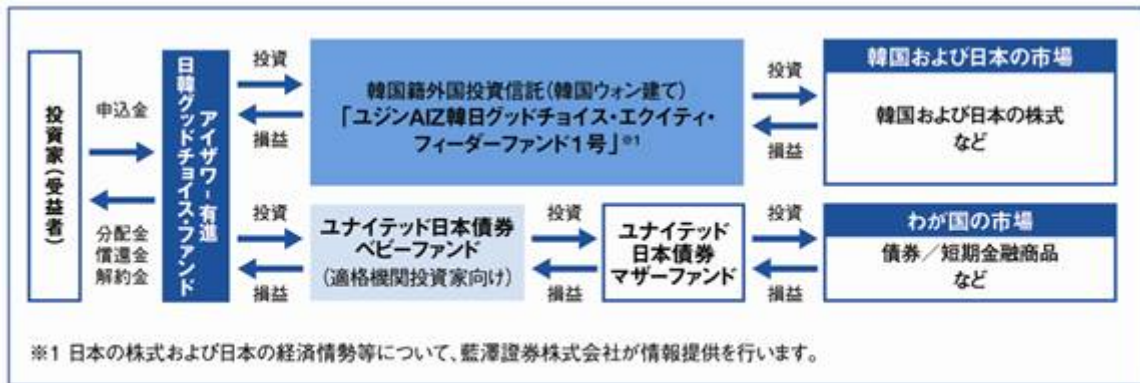 投資家(受益者)
申込金
分配金
償還金
解約金
アイザワ-有進
日韓グッドチョイス・ファンド
投資
損益
韓国籍外国投資信託(韓国ウォン建て)
「ユジンAIZ韓日グッドチョイス・エクイティ・
フィーダーファンド1号」※1
投資
損益
韓国および日本の市場
韓国および日本の株式
など
投資
損益
ユナイテッド日本債券
ベビーファンド
(適格機関投資家向け)
投資
損益
ユナイテッド
日本債券
マザーファンド
投資
損益
わが国の市場
債券/短期金融商品
など
※1 日本の株式および日本の経済情勢等について、藍澤證券株式会社が情報提供を行います。